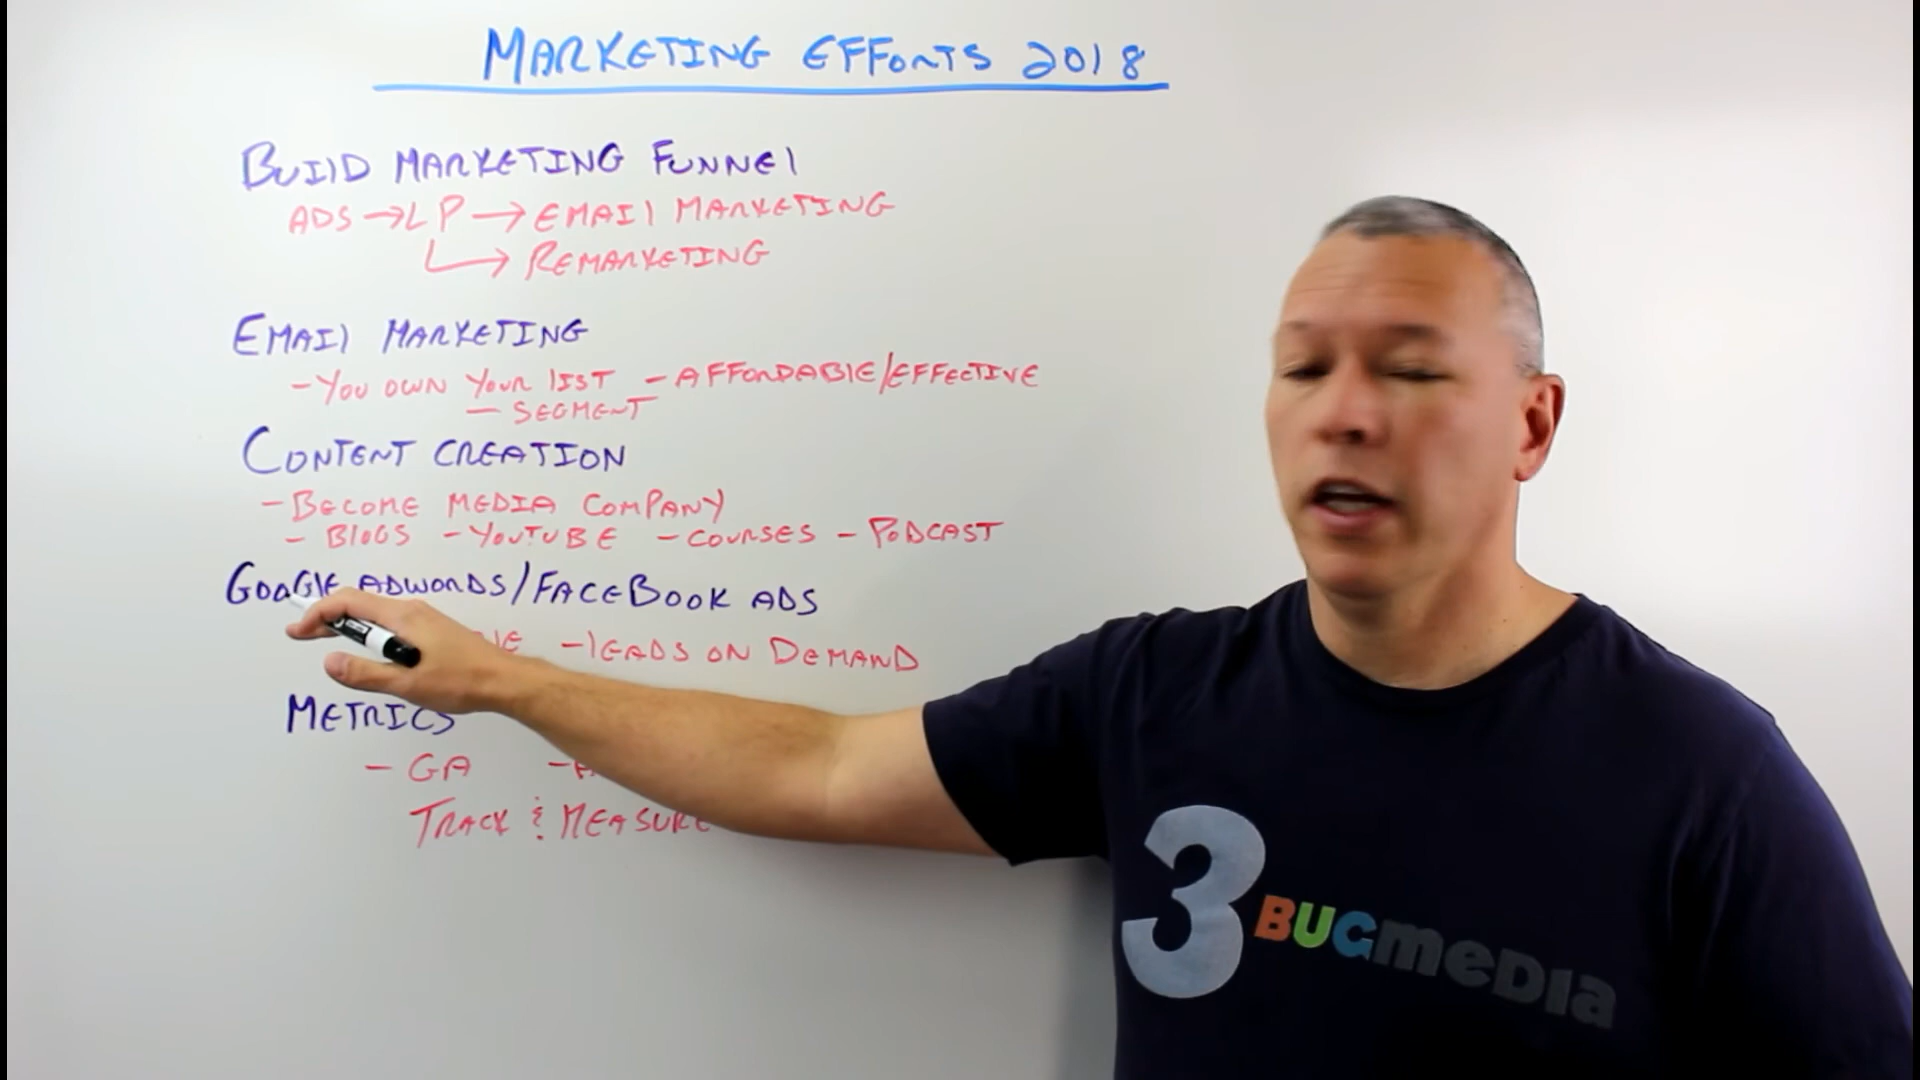 MARKETING EFFORTS 2018
BUILD MARKETING FUNNEL
ADS → LP → EMAIL MARKETING
→ REMARKETING
EMAIL MARKETING
- YOU OWN YOUR LIST - AFFORDABLE/EFFECTIVE
- SEGMENT
CONTENT CREATION
- BECOME MEDIA COMPANY
- BLOGS - YOUTUBE - COURSES - PODCAST
GOOGLE ADWORDS/FACEBOOK ADS
- LEADS ON DEMAND
METRICS
- GA
TRACK & MEASURE
3BUGMEDIA